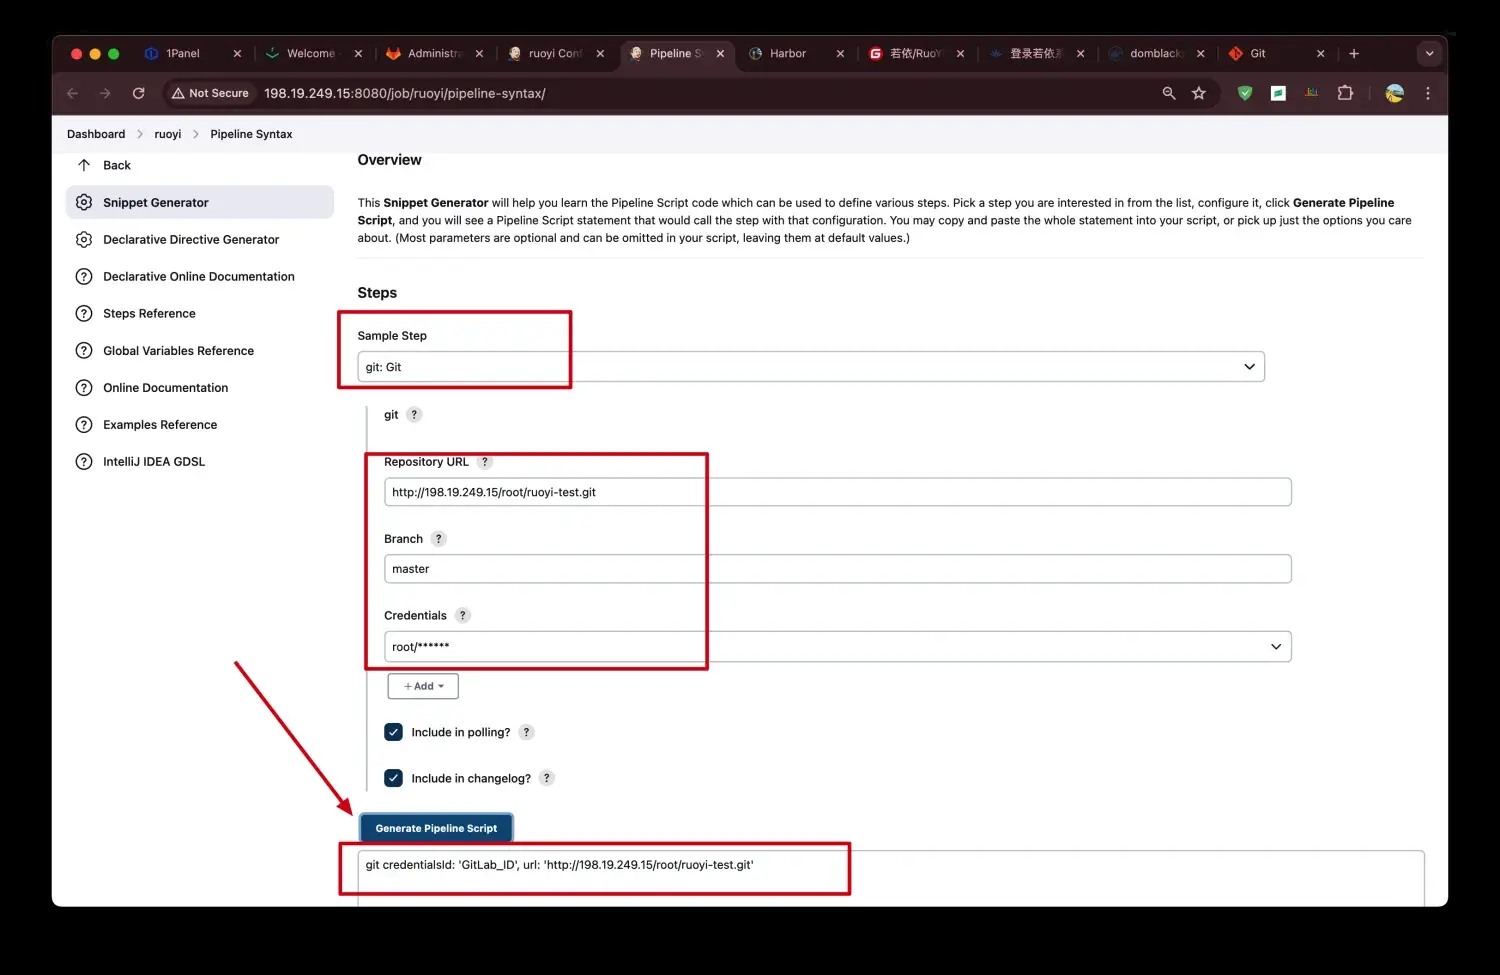 1Panel
Welcome
Administra
ruoyi Con
Pipeline S
Harbor
若依/RuoY
登录若依系
domblack
Git
Not Secure
198.19.249.15:8080/job/ruoyi/pipeline-syntax/
Dashboard
ruoyi
Pipeline Syntax
Back
Snippet Generator
Declarative Directive Generator
Declarative Online Documentation
Steps Reference
Global Variables Reference
Online Documentation
Examples Reference
IntelliJ IDEA GDSL
Overview
This Snippet Generator will help you learn the Pipeline Script code which can be used to define various steps. Pick a step you are interested in from the list, configure it, click Generate Pipeline
Script, and you will see a Pipeline Script statement that would call the step with that configuration. You may copy and paste the whole statement into your script, or pick up just the options you care
about. (Most parameters are optional and can be omitted in your script, leaving them at default values.)
Steps
Sample Step
git: Git
git ?
Repository URL ?
http://198.19.249.15/root/ruoyi-test.git
Branch ?
master
Credentials ?
root/******
+ Add
Include in polling? ?
Include in changelog? ?
Generate Pipeline Script
git credentialsId: 'GitLab_ID', url: 'http://198.19.249.15/root/ruoyi-test.git'